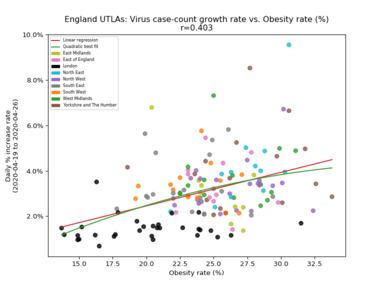 England UTLAs: Virus case-count growth rate vs. Obesity rate (%)
r=0.403
Daily % increase rate
(2020-04-19 to 2020-04-26)
10.0%
8.0%
6.0%
4.0%
2.0%
Linear regression
Quadratic best fit
East Midlands
East of England
London
North East
North West
South East
South West
West Midlands
Yorkshire and The Humber
15.0 17.5 20.0 22.5 25.0 27.5 30.0 32.5
Obesity rate (%)